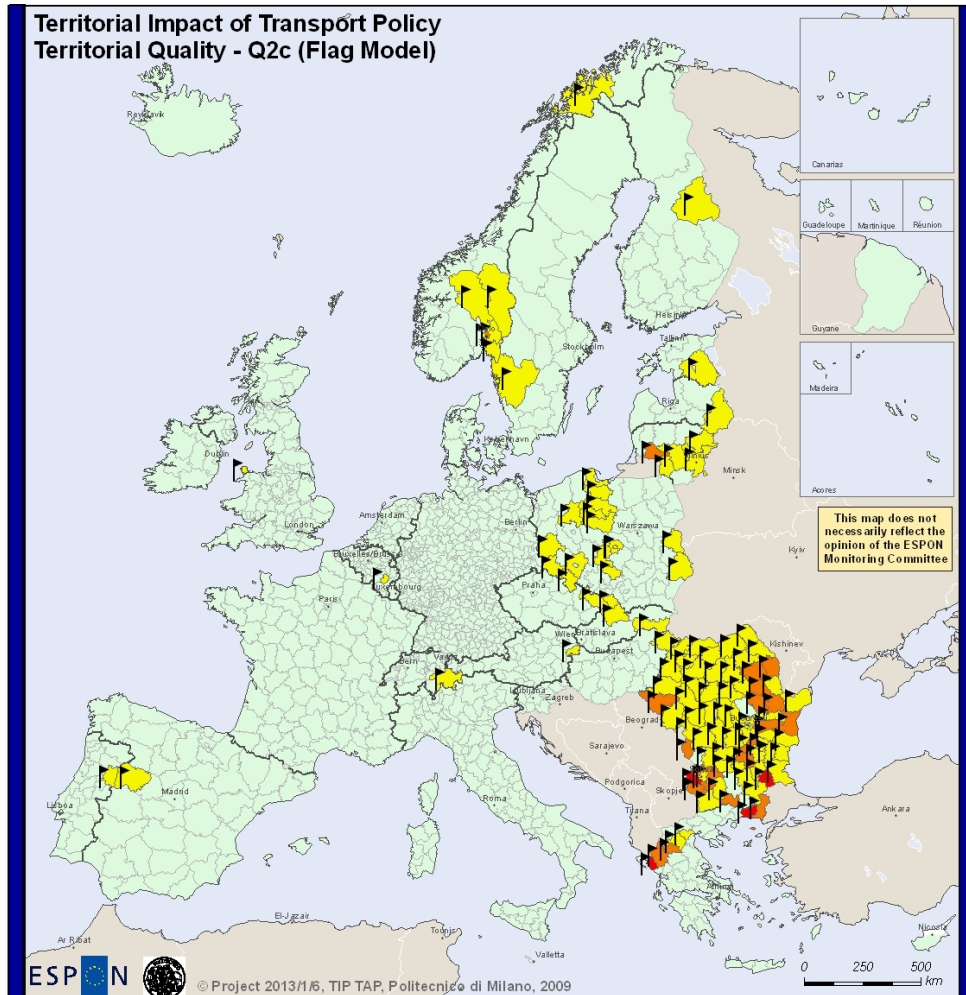 Territorial Impact of Transport Policy
Territorial Quality - Q2c (Flag Model)
Reykjavik
Canarias
Guadeloupe
Martinique
Réunion
Guyane
Helsinki
Tallinn
Stockholm
Riga
Madeira
Dublin
København
Minsk
Acores
Amsterdam
Berlin
Warszawa
London
This map does not
necessarily reflect the
opinion of the ESPON
Monitoring Committee
Kyiv
Bruxelles/Brussel
Luxembourg
Praha
Paris
Wien
Bratislava
Kishinev
Budapest
Bern
Vaduz
Ljubljana
Zagreb
Beograd
Sarajevo
Podgorica
Skopje
Madrid
Roma
Tirana
Lisboa
Ankara
El-Jazair
Tounis
Nicosia
Ar Ribat
Valletta
ESPON
© Project 2013/1/6, TIP TAP, Politecnico di Milano, 2009
0 250 500
km